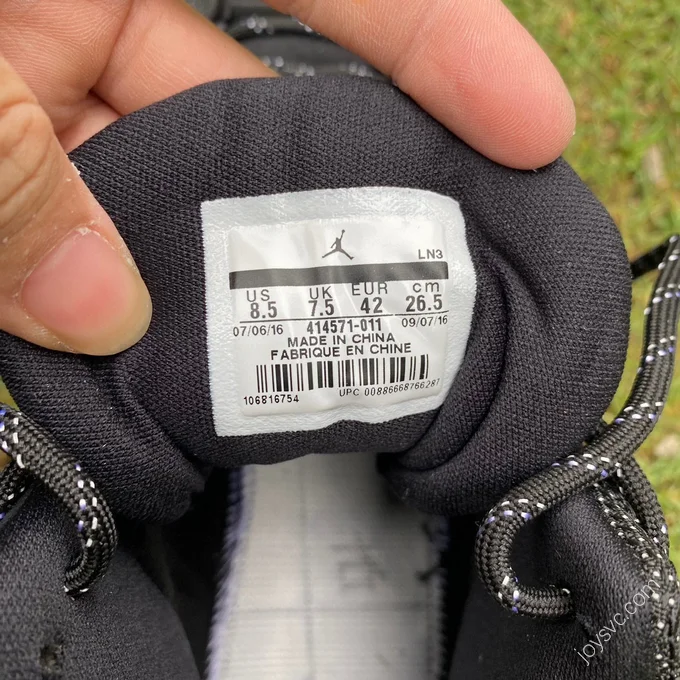 LN3
US UK EUR cm
8.5 7.5 42 26.5
07/06/16 414571-011 09/07/16
MADE IN CHINA
FABRIQUE EN CHINE
106816754 UPC 00886668766287
joysvc.com